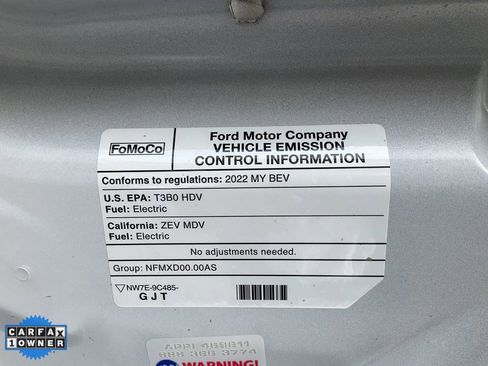 FoMoCo
Ford Motor Company
VEHICLE EMISSION
CONTROL INFORMATION
Conforms to regulations: 2022 MY BEV
U.S. EPA: T3B0 HDV
Fuel: Electric
California: ZEV MDV
Fuel: Electric
No adjustments needed.
Group: NFMXD00.00AS
NW7E-9C485-
G J T
CARFAX
1 OWNER
WARNING!